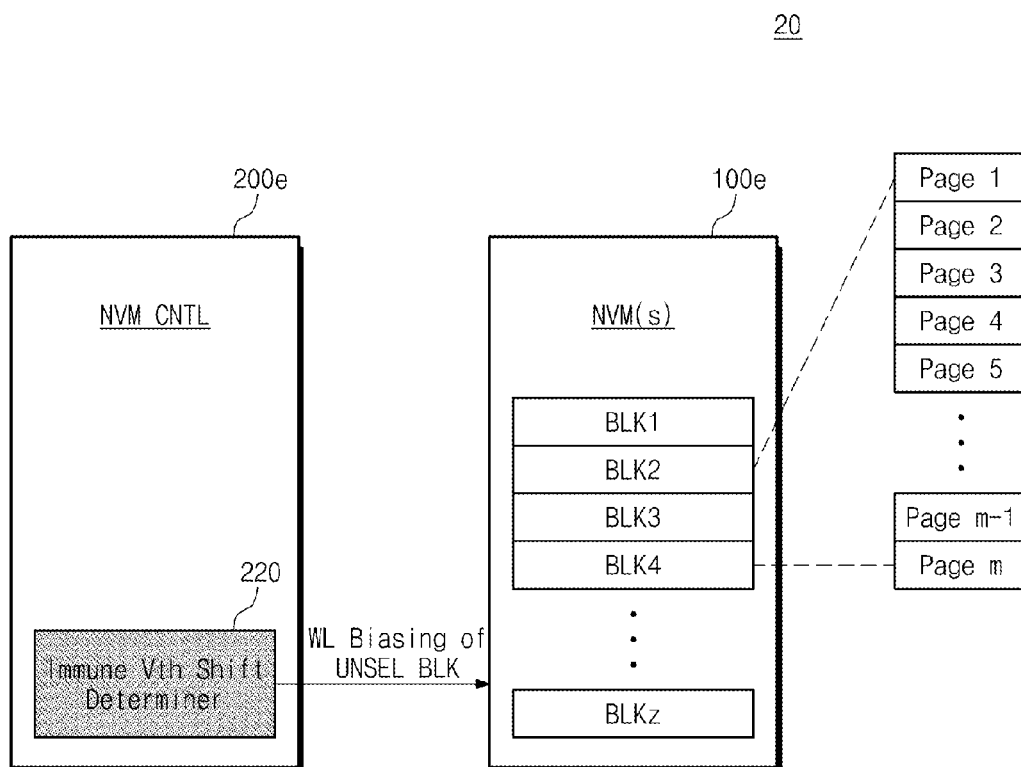 20
200e
100e
NVM CNTL
NVM(s)
BLK1
BLK2
BLK3
BLK4
BLKz
Page 1
Page 2
Page 3
Page 4
Page 5
Page m-1
Page m
220
Immune Vth Shift
Determiner
WL Biasing of
UNSEL BLK